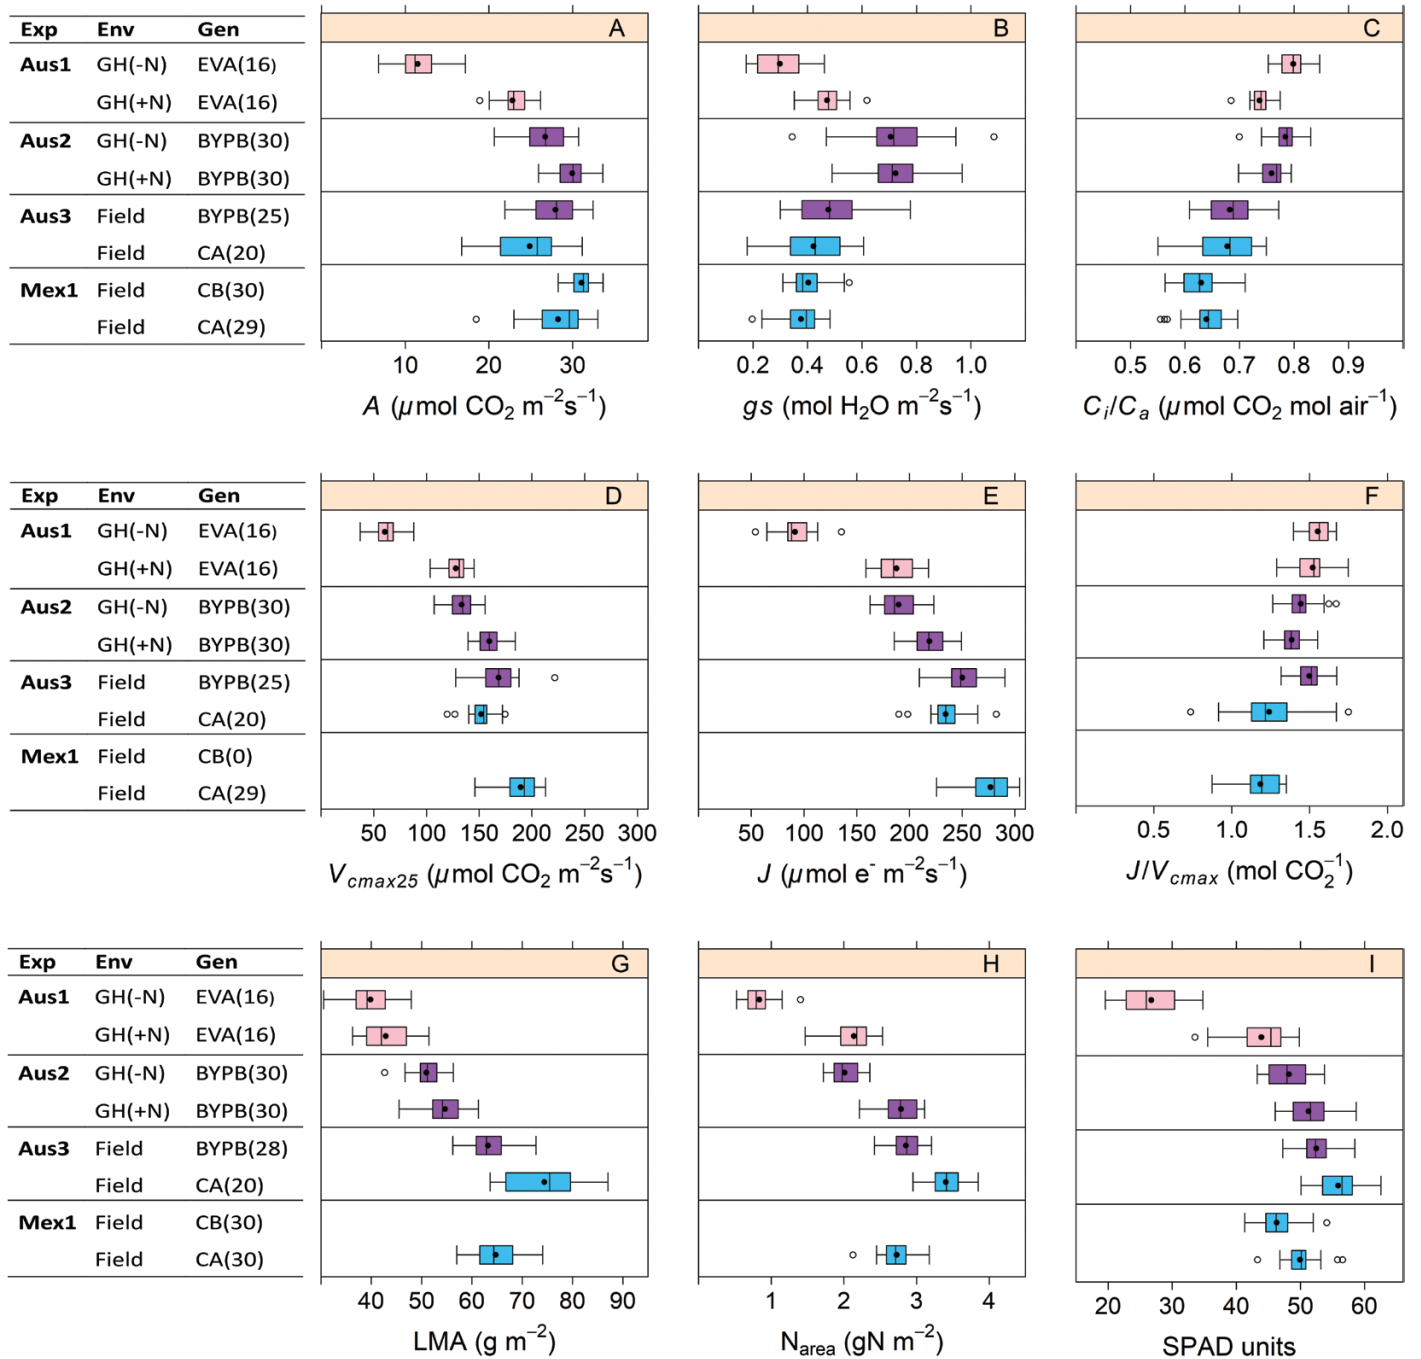 A B C
Exp Env Gen
Aus1 GH(-N) EVA(16)
GH(+N) EVA(16)
Aus2 GH(-N) BYPB(30)
GH(+N) BYPB(30)
Aus3 Field BYPB(25)
Field CA(20)
Mex1 Field CB(30)
Field CA(29)
10 20 30 0.2 0.4 0.6 0.8 1.0 0.5 0.6 0.7 0.8 0.9
A (µmol CO₂ m⁻²s⁻¹) gs (mol H₂O m⁻²s⁻¹) Cᵢ/Cₐ (µmol CO₂ mol air⁻¹)
D E F
Exp Env Gen
Aus1 GH(-N) EVA(16)
GH(+N) EVA(16)
Aus2 GH(-N) BYPB(30)
GH(+N) BYPB(30)
Aus3 Field BYPB(25)
Field CA(20)
Mex1 Field CB(0)
Field CA(29)
50 100 150 200 250 300 50 100 150 200 250 300 0.5 1.0 1.5 2.0
Vcmax25 (µmol CO₂ m⁻²s⁻¹) J (µmol e⁻ m⁻²s⁻¹) J/Vcmax (mol CO₂⁻¹)
G H I
Exp Env Gen
Aus1 GH(-N) EVA(16)
GH(+N) EVA(16)
Aus2 GH(-N) BYPB(30)
GH(+N) BYPB(30)
Aus3 Field BYPB(28)
Field CA(20)
Mex1 Field CB(30)
Field CA(30)
40 50 60 70 80 90 1 2 3 4 20 30 40 50 60
LMA (g m⁻²) Narea (gN m⁻²) SPAD units